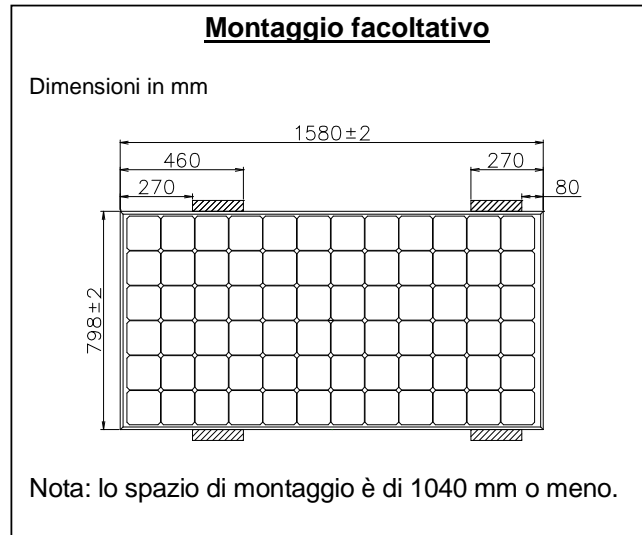 Montaggio facoltativo
Dimensioni in mm
1580±2
460
270
270
80
798±2
Nota: lo spazio di montaggio è di 1040 mm o meno.